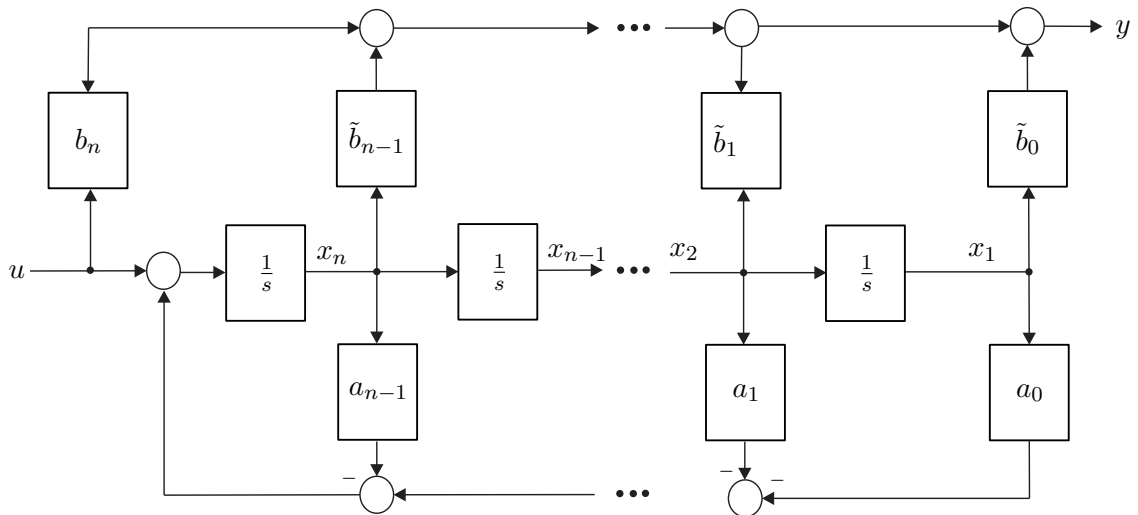 ••• y
b_n b̃_{n−1} b̃_1 b̃_0
u 1/s x_n 1/s x_{n−1} ••• x_2 1/s x_1
a_{n−1} a_1 a_0
− ••• − −